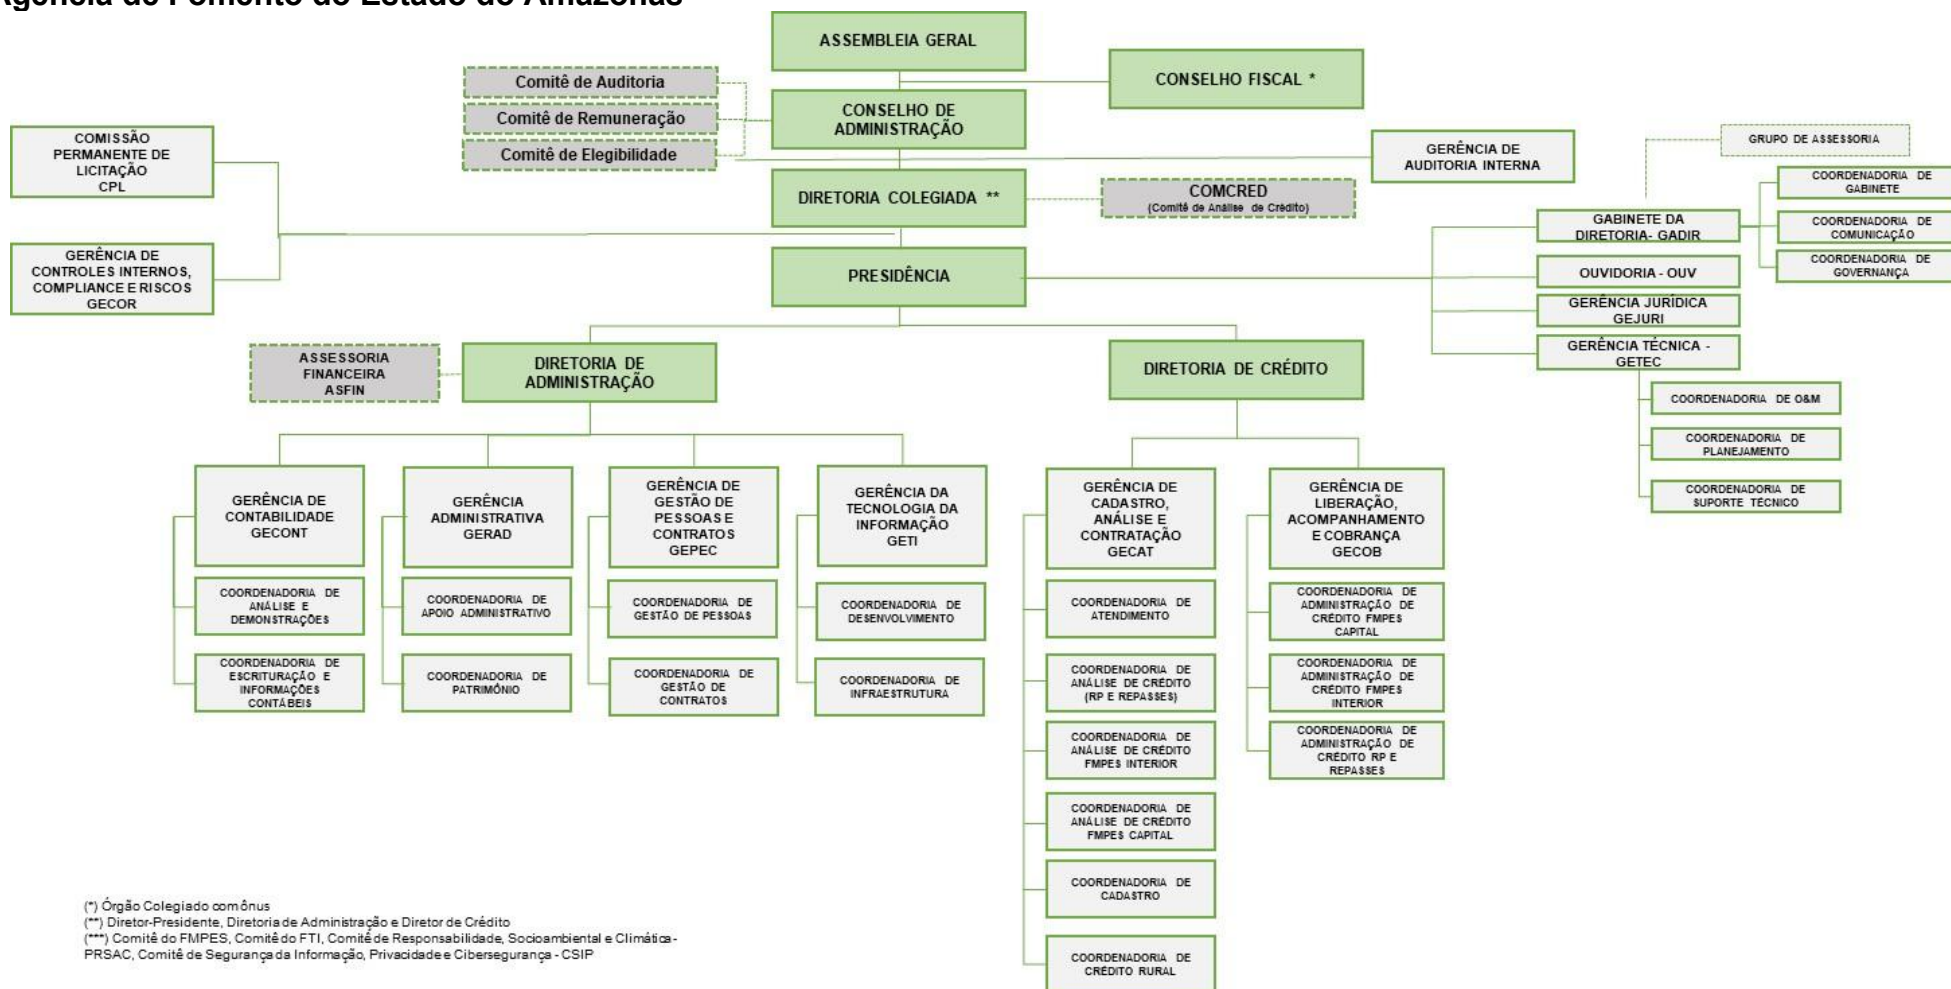 Agência de Fomento do Estado do Amazonas
ASSEMBLEIA GERAL
CONSELHO FISCAL *
Comitê de Auditoria
Comitê de Remuneração
Comitê de Elegibilidade
CONSELHO DE
ADMINISTRAÇÃO
COMISSÃO
PERMANENTE DE
LICITAÇÃO
CPL
GERÊNCIA DE
AUDITORIA INTERNA
GRUPO DE ASSESSORIA
DIRETORIA COLEGIADA **
COMCRED
(Comitê de Análise de Crédito)
COORDENADORIA DE
GABINETE
GABINETE DA
DIRETORIA- GADIR
COORDENADORIA DE
COMUNICAÇÃO
COORDENADORIA DE
GOVERNANÇA
GERÊNCIA DE
CONTROLES INTERNOS,
COMPLIANCE E RISCOS
GECOR
PRESIDÊNCIA
OUVIDORIA - OUV
GERÊNCIA JURÍDICA
GEJURI
GERÊNCIA TÉCNICA -
GETEC
ASSESSORIA
FINANCEIRA
ASFIN
DIRETORIA DE
ADMINISTRAÇÃO
DIRETORIA DE CRÉDITO
COORDENADORIA DE O&M
COORDENADORIA DE
PLANEJAMENTO
COORDENADORIA DE
SUPORTE TÉCNICO
GERÊNCIA DE
CONTABILIDADE
GECONT
GERÊNCIA
ADMINISTRATIVA
GERAD
GERÊNCIA DE
GESTÃO DE
PESSOAS E
CONTRATOS
GEPEC
GERÊNCIA DA
TECNOLOGIA DA
INFORMAÇÃO
GETI
GERÊNCIA DE
CADASTRO,
ANÁLISE E
CONTRATAÇÃO
GECAT
GERÊNCIA DE
LIBERAÇÃO,
ACOMPANHAMENTO
E COBRANÇA
GECOB
COORDENADORIA DE
ANÁLISE E
DEMONSTRAÇÕES
COORDENADORIA DE
APOIO ADMINISTRATIVO
COORDENADORIA DE
GESTÃO DE PESSOAS
COORDENADORIA DE
DESENVOLVIMENTO
COORDENADORIA DE
ATENDIMENTO
COORDENADORIA DE
ADMINISTRAÇÃO DE
CRÉDITO FMPES
CAPITAL
COORDENADORIA DE
ESCRITURAÇÃO E
INFORMAÇÕES
CONTÁBEIS
COORDENADORIA DE
PATRIMÔNIO
COORDENADORIA DE
GESTÃO DE
CONTRATOS
COORDENADORIA DE
INFRAESTRUTURA
COORDENADORIA DE
ANÁLISE DE CRÉDITO
(RP E REPASSES)
COORDENADORIA DE
ADMINISTRAÇÃO DE
CRÉDITO FMPES
INTERIOR
COORDENADORIA DE
ANÁLISE DE CRÉDITO
FMPES INTERIOR
COORDENADORIA DE
ADMINISTRAÇÃO DE
CRÉDITO RP E
REPASSES
COORDENADORIA DE
ANÁLISE DE CRÉDITO
FMPES CAPITAL
COORDENADORIA DE
CADASTRO
COORDENADORIA DE
CRÉDITO RURAL
(*) Órgão Colegiado com ônus
(**) Diretor-Presidente, Diretoria de Administração e Diretor de Crédito
(***) Comitê do FMPES, Comitê do FTI, Comitê de Responsabilidade, Socioambiental e Climática-
PRSAC, Comitê de Segurança da Informação, Privacidade e Cibersegurança - CSIP